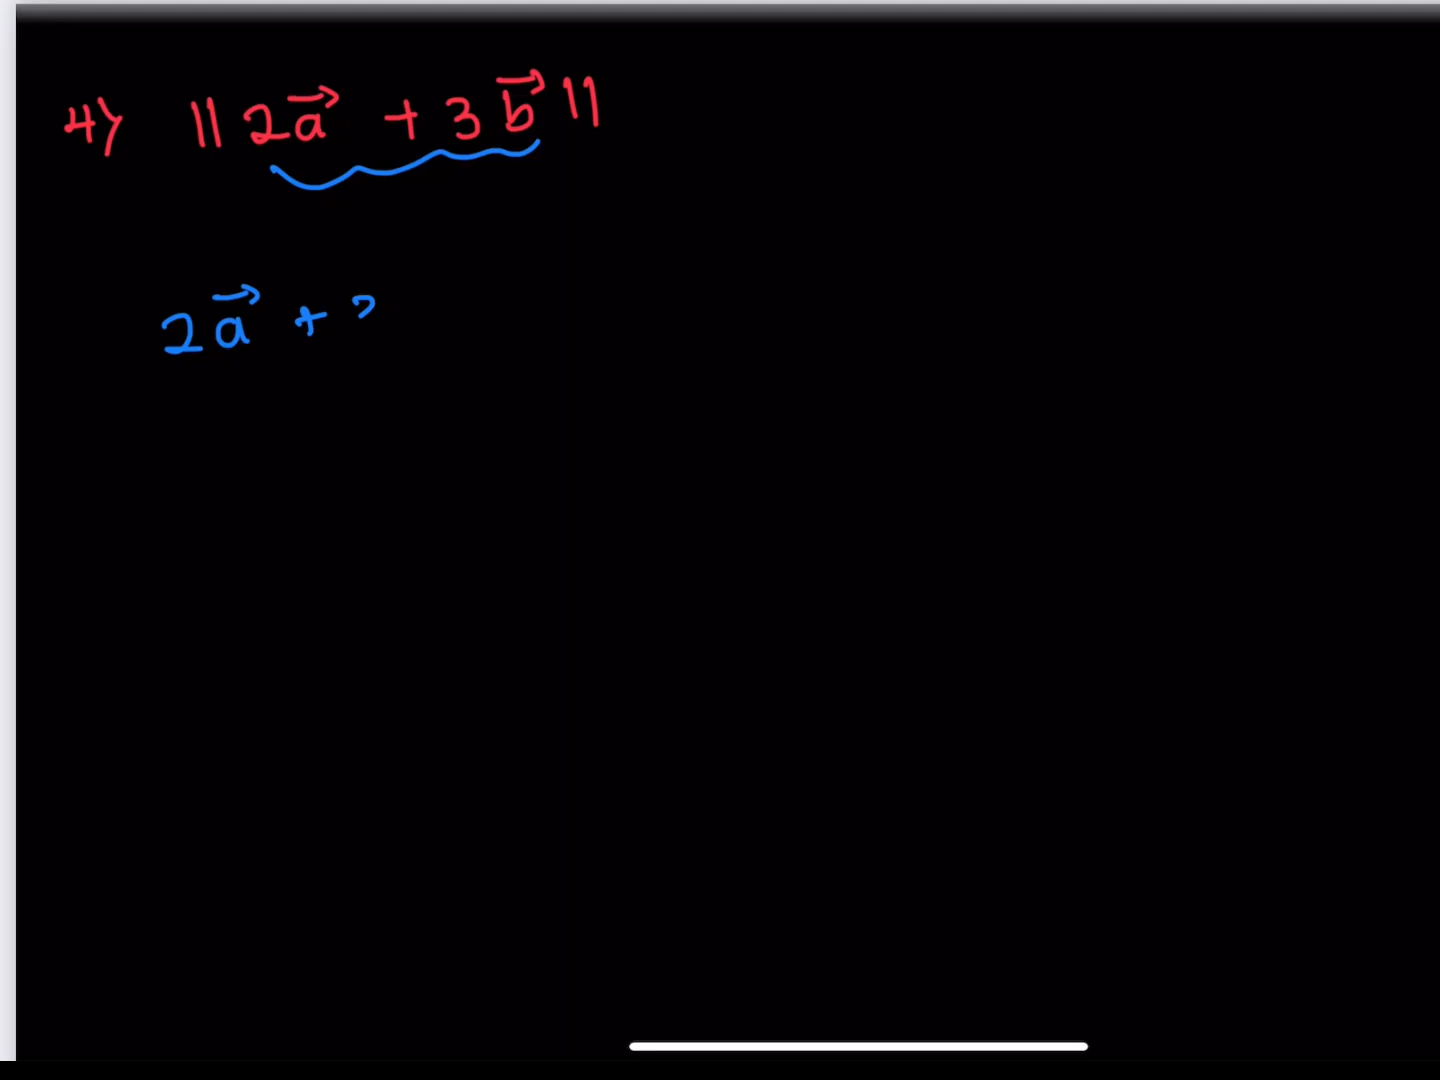 4) ||2a⃗ + 3b⃗||
2a⃗ +